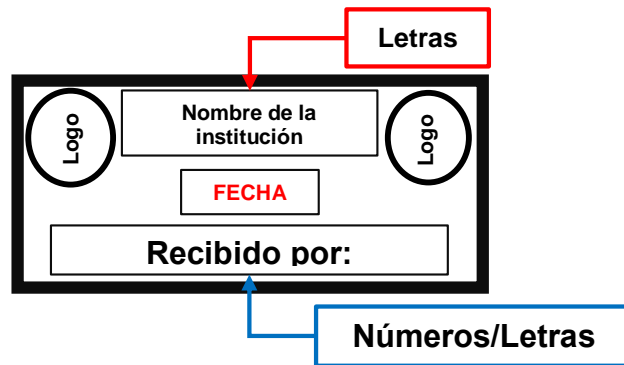 Letras
Nombre de la
institución
Logo
Logo
FECHA
Recibido por:
Números/Letras